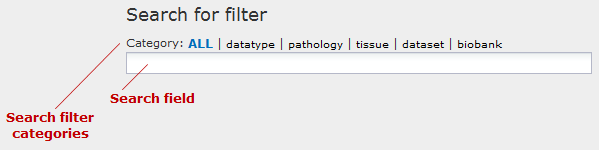 Search for filter
Category: ALL | datatype | pathology | tissue | dataset | biobank
Search field
Search filter
categories